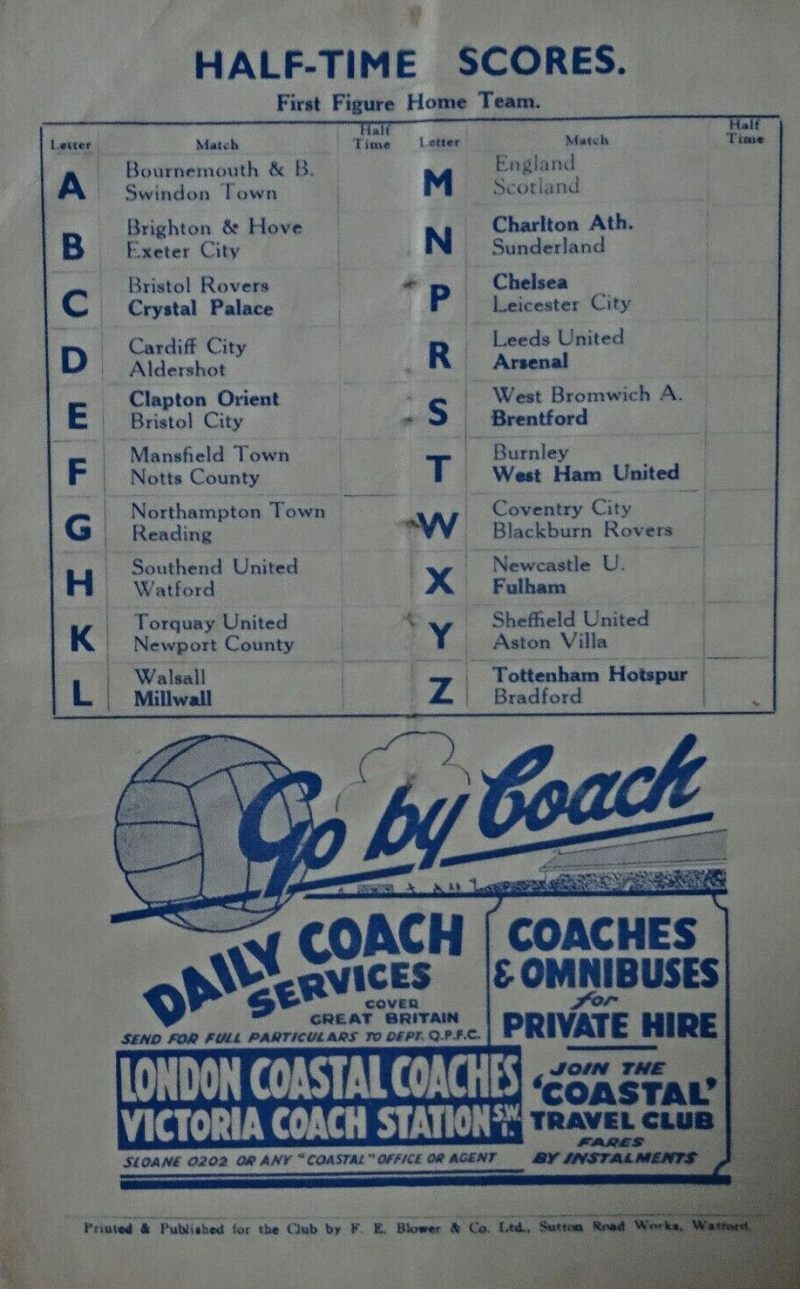 HALF-TIME SCORES.
First Figure Home Team.
Letter Match Half Time Letter Match Half Time
A Bournemouth & B.
Swindon Town
B Brighton & Hove
Exeter City
C Bristol Rovers
Crystal Palace
D Cardiff City
Aldershot
E Clapton Orient
Bristol City
F Mansfield Town
Notts County
G Northampton Town
Reading
H Southend United
Watford
K Torquay United
Newport County
L Walsall
Millwall
M England
Scotland
N Charlton Ath.
Sunderland
P Chelsea
Leicester City
R Leeds United
Arsenal
S West Bromwich A.
Brentford
T Burnley
West Ham United
W Coventry City
Blackburn Rovers
X Newcastle U.
Fulham
Y Sheffield United
Aston Villa
Z Tottenham Hotspur
Bradford
Go by Coach
DAILY COACH
SERVICES
COVER
GREAT BRITAIN
SEND FOR FULL PARTICULARS TO DEPT. Q.P.F.C.
LONDON COASTAL COACHES
VICTORIA COACH STATION S.W.1.
SLOANE 0202 OR ANY "COASTAL" OFFICE OR AGENT
COACHES
& OMNIBUSES
for
PRIVATE HIRE
JOIN THE
'COASTAL'
TRAVEL CLUB
FARES
BY INSTALMENTS
Printed & Published for the Club by F. E. Blower & Co. Ltd., Sutton Road Works, Watford.